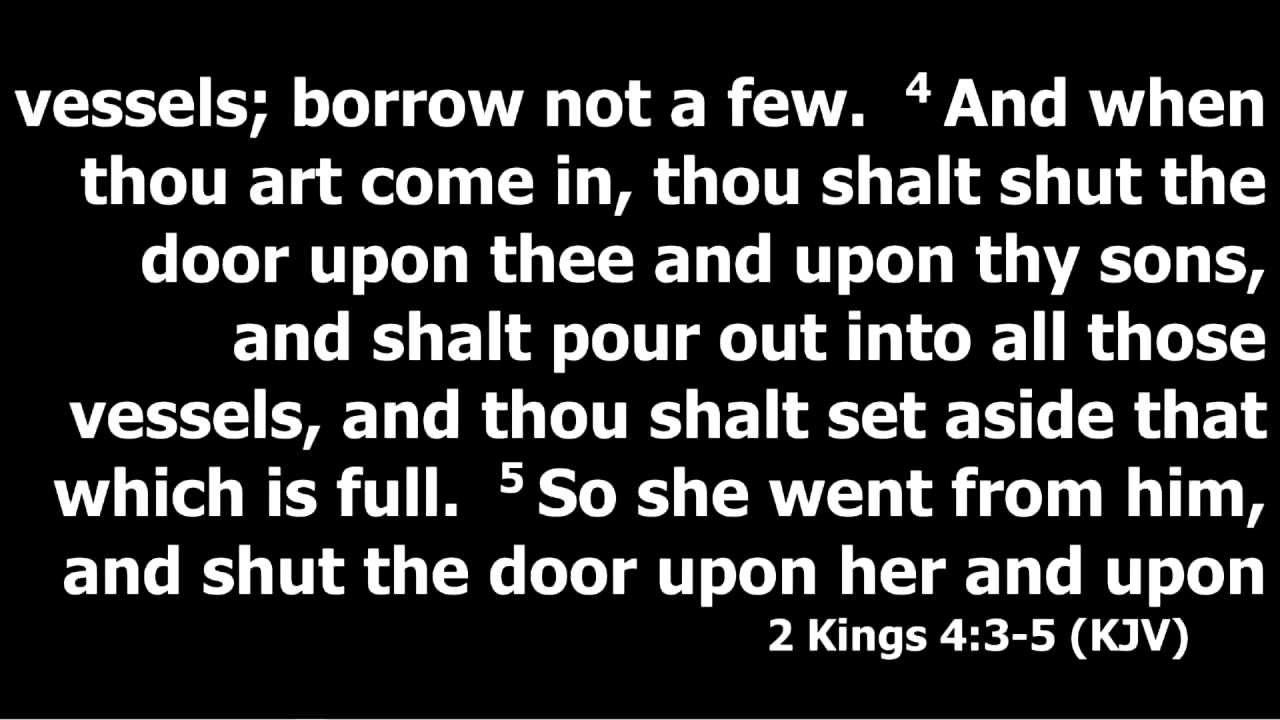 vessels; borrow not a few. 4 And when
thou art come in, thou shalt shut the
door upon thee and upon thy sons,
and shalt pour out into all those
vessels, and thou shalt set aside that
which is full. 5 So she went from him,
and shut the door upon her and upon
2 Kings 4:3-5 (KJV)